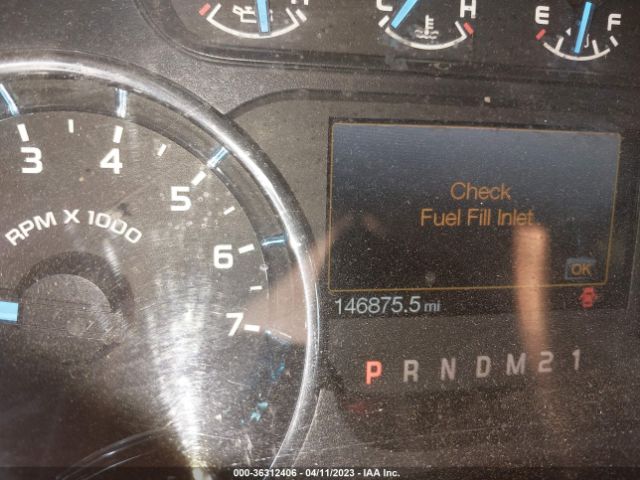 H
C H
E F
3 4 5 6 7
RPM X 1000
Check
Fuel Fill Inlet
OK
146875.5 mi
P R N D M 2 1
000-36312406 - 04/11/2023 - IAA Inc.